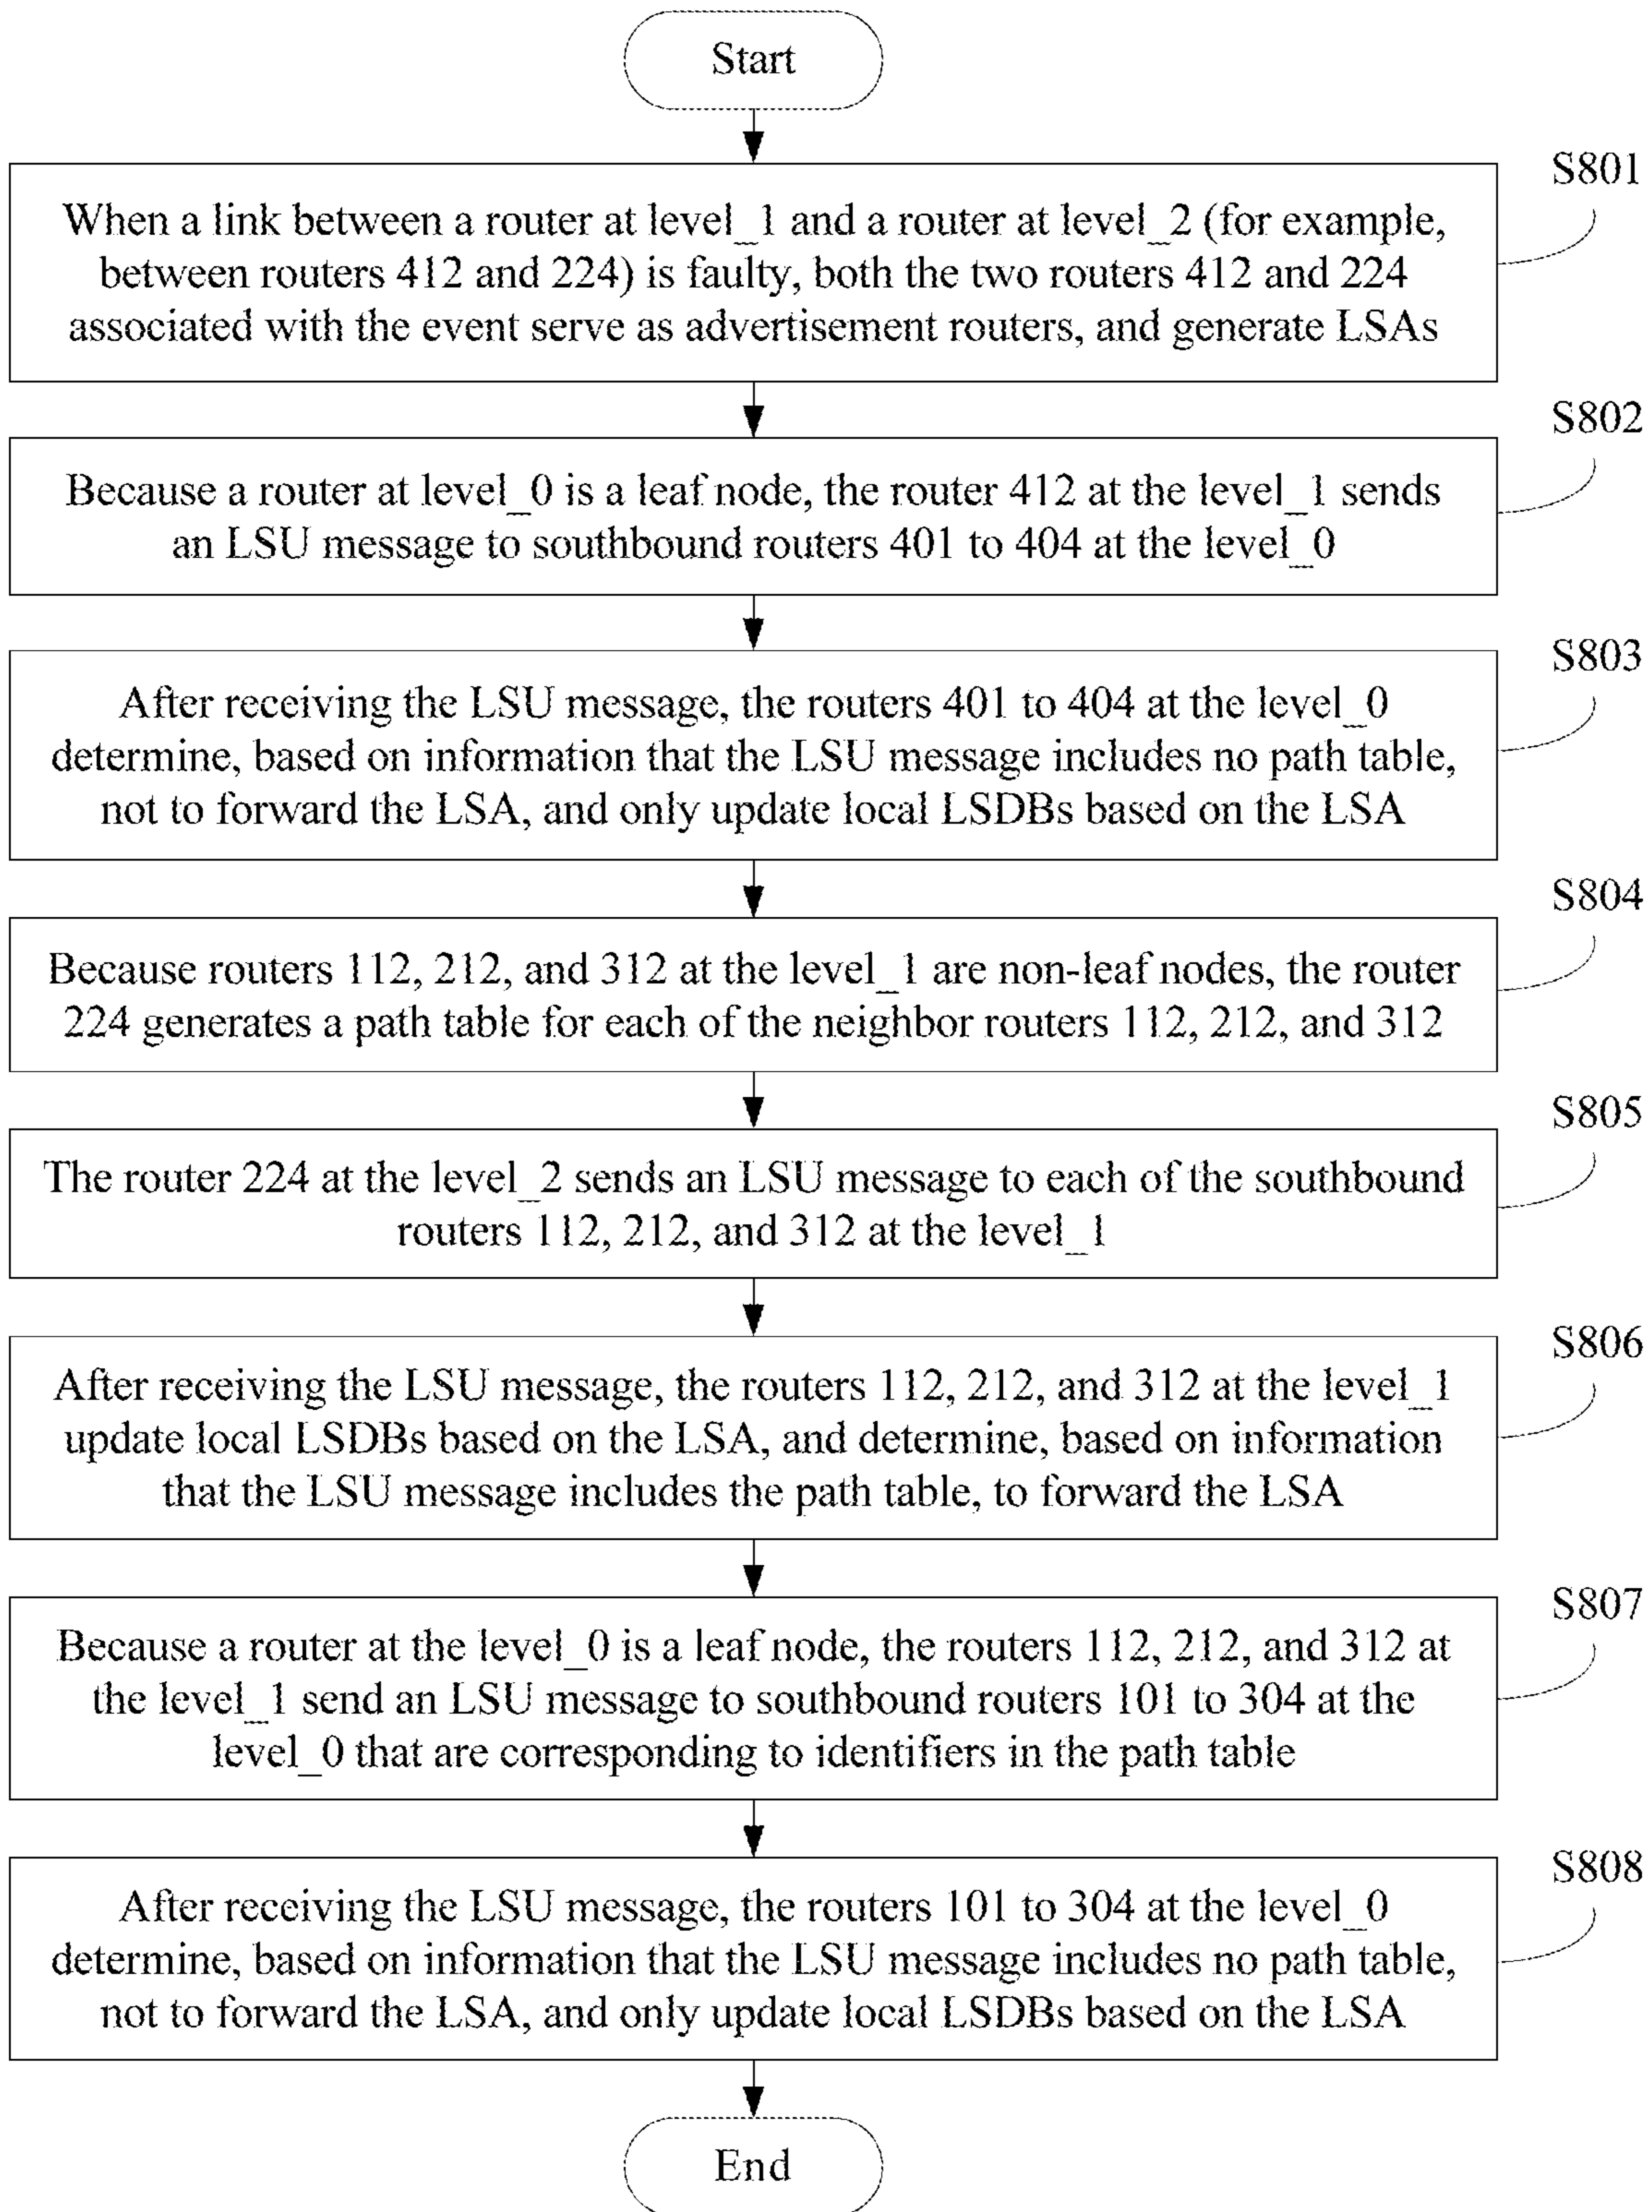 Start
S801
When a link between a router at level_1 and a router at level_2 (for example,
between routers 412 and 224) is faulty, both the two routers 412 and 224
associated with the event serve as advertisement routers, and generate LSAs
S802
Because a router at level_0 is a leaf node, the router 412 at the level_1 sends
an LSU message to southbound routers 401 to 404 at the level_0
S803
After receiving the LSU message, the routers 401 to 404 at the level_0
determine, based on information that the LSU message includes no path table,
not to forward the LSA, and only update local LSDBs based on the LSA
S804
Because routers 112, 212, and 312 at the level_1 are non-leaf nodes, the router
224 generates a path table for each of the neighbor routers 112, 212, and 312
S805
The router 224 at the level_2 sends an LSU message to each of the southbound
routers 112, 212, and 312 at the level_1
S806
After receiving the LSU message, the routers 112, 212, and 312 at the level_1
update local LSDBs based on the LSA, and determine, based on information
that the LSU message includes the path table, to forward the LSA
S807
Because a router at the level_0 is a leaf node, the routers 112, 212, and 312 at
the level_1 send an LSU message to southbound routers 101 to 304 at the
level_0 that are corresponding to identifiers in the path table
S808
After receiving the LSU message, the routers 101 to 304 at the level_0
determine, based on information that the LSU message includes no path table,
not to forward the LSA, and only update local LSDBs based on the LSA
End